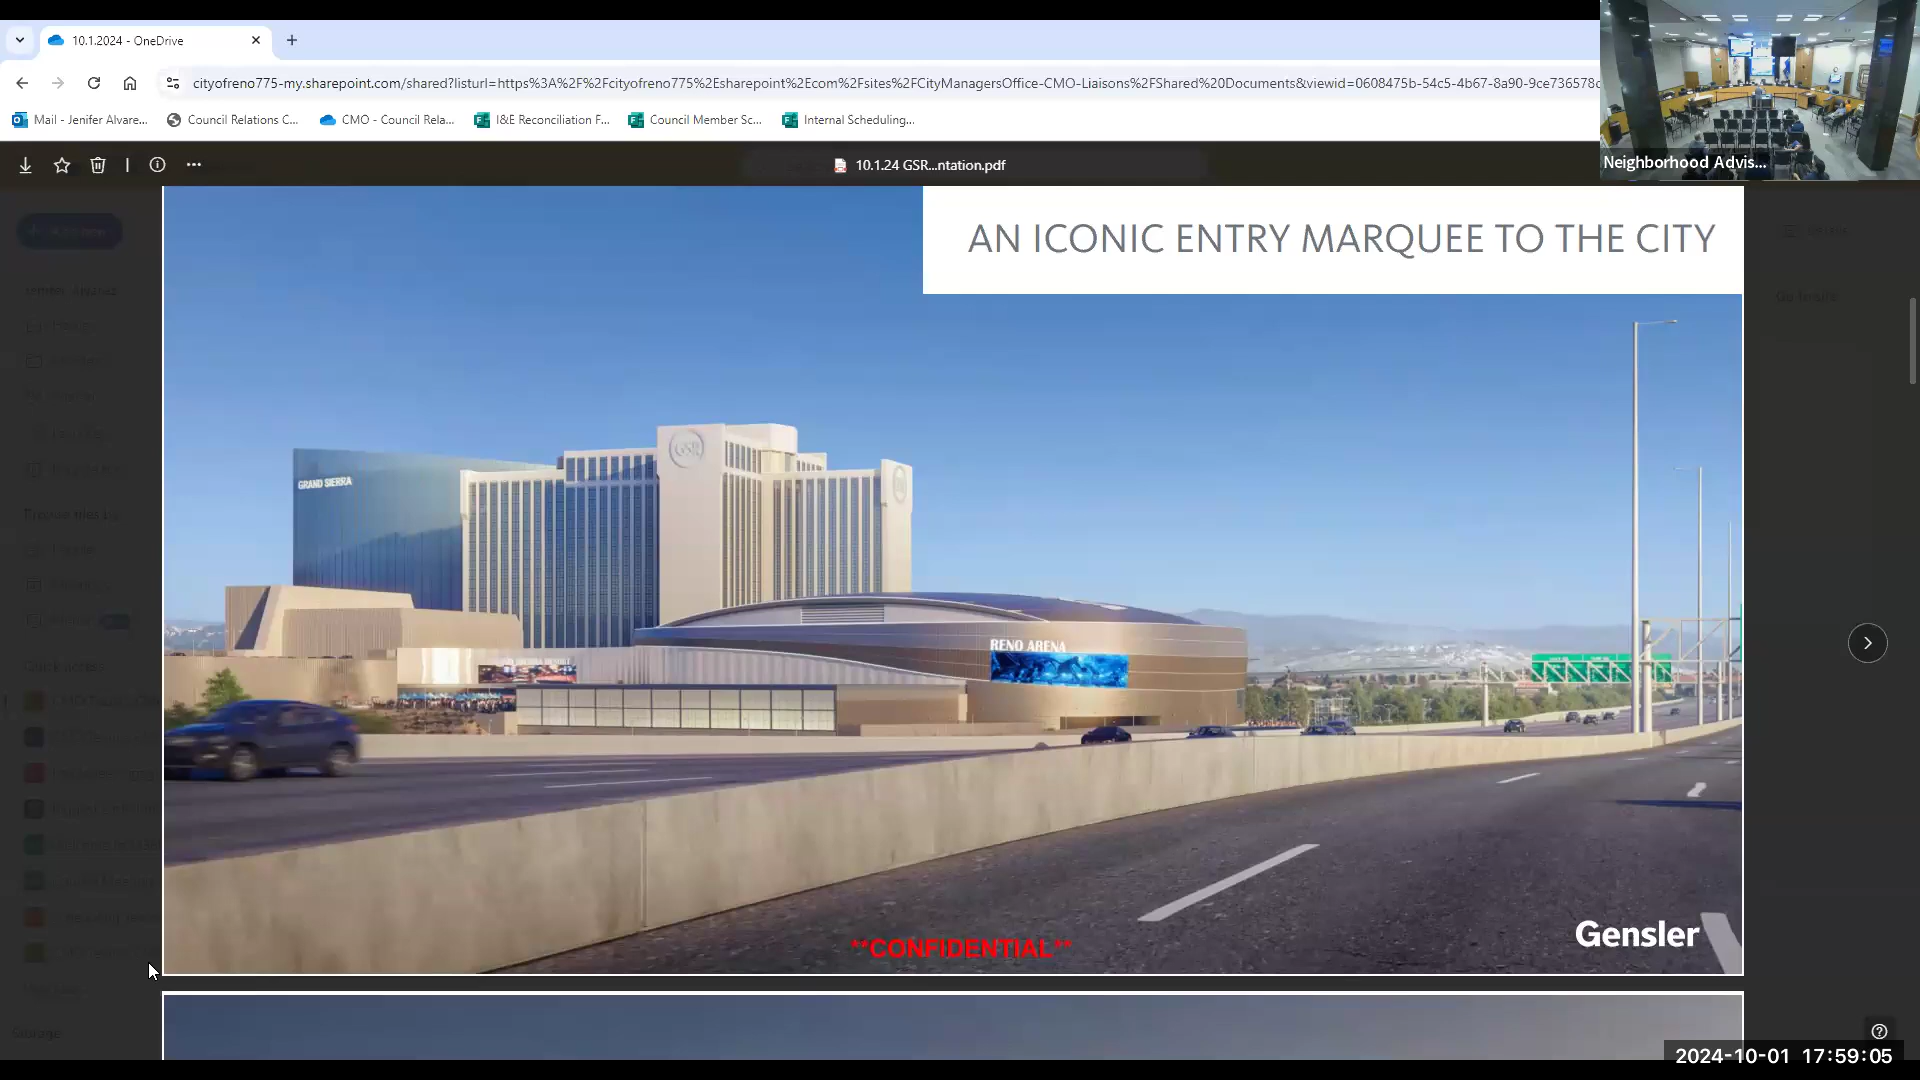 10.1.2024 - OneDrive
cityofreno775-my.sharepoint.com/shared?listurl=https%3A%2F%2Fcityofreno775%2Esharepoint%2Ecom%2Fsites%2FCityManagersOffice-CMO-Liaisons%2FShared%20Documents&viewid=0608475b-54c5-4b67-8a90-9ce736578c
Mail - Jenifer Alvare...
Council Relations C...
CMO - Council Rela...
I&E Reconciliation F...
Council Member Sc...
Internal Scheduling...
Neighborhood Advis...
10.1.24 GSR...ntation.pdf
AN ICONIC ENTRY MARQUEE TO THE CITY
GSR
GRAND SIERRA
RENO ARENA
Gensler
**CONFIDENTIAL**
Storage
2024-10-01 17:59:05